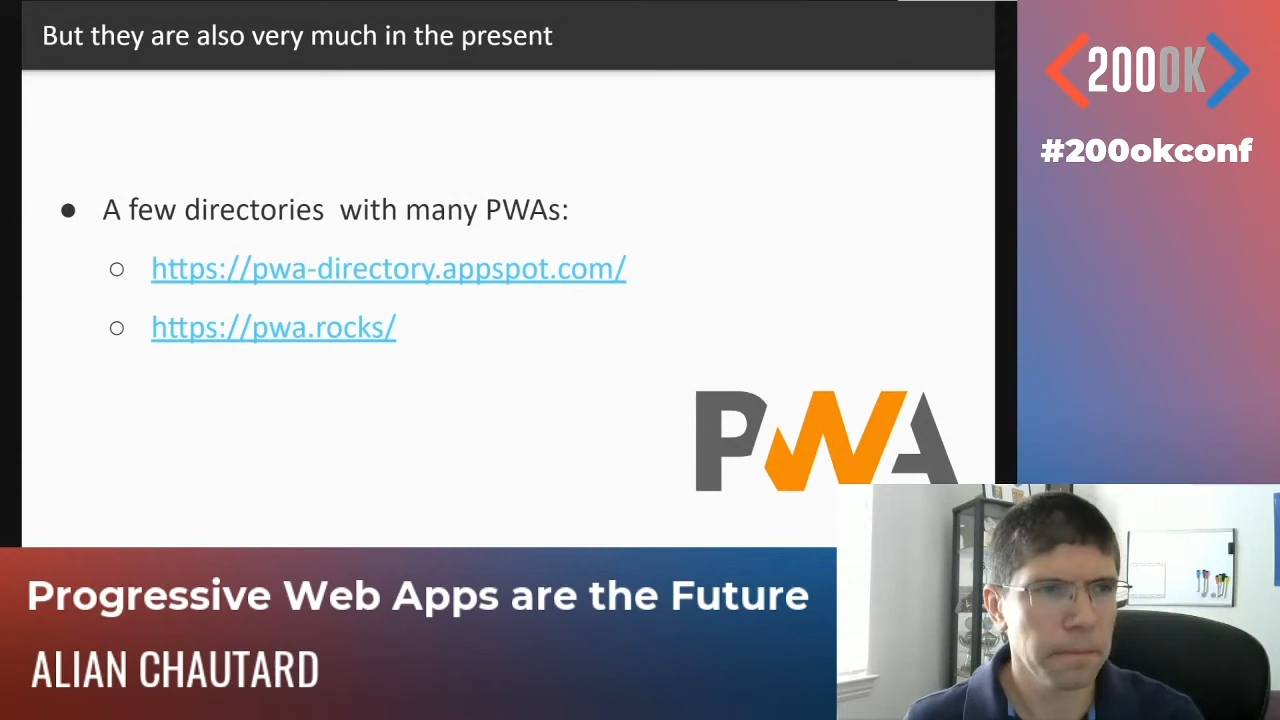 But they are also very much in the present
● A few directories  with many PWAs:
○ https://pwa-directory.appspot.com/
○ https://pwa.rocks/
PWA
<200OK>
#200okconf
Progressive Web Apps are the Future
ALIAN CHAUTARD